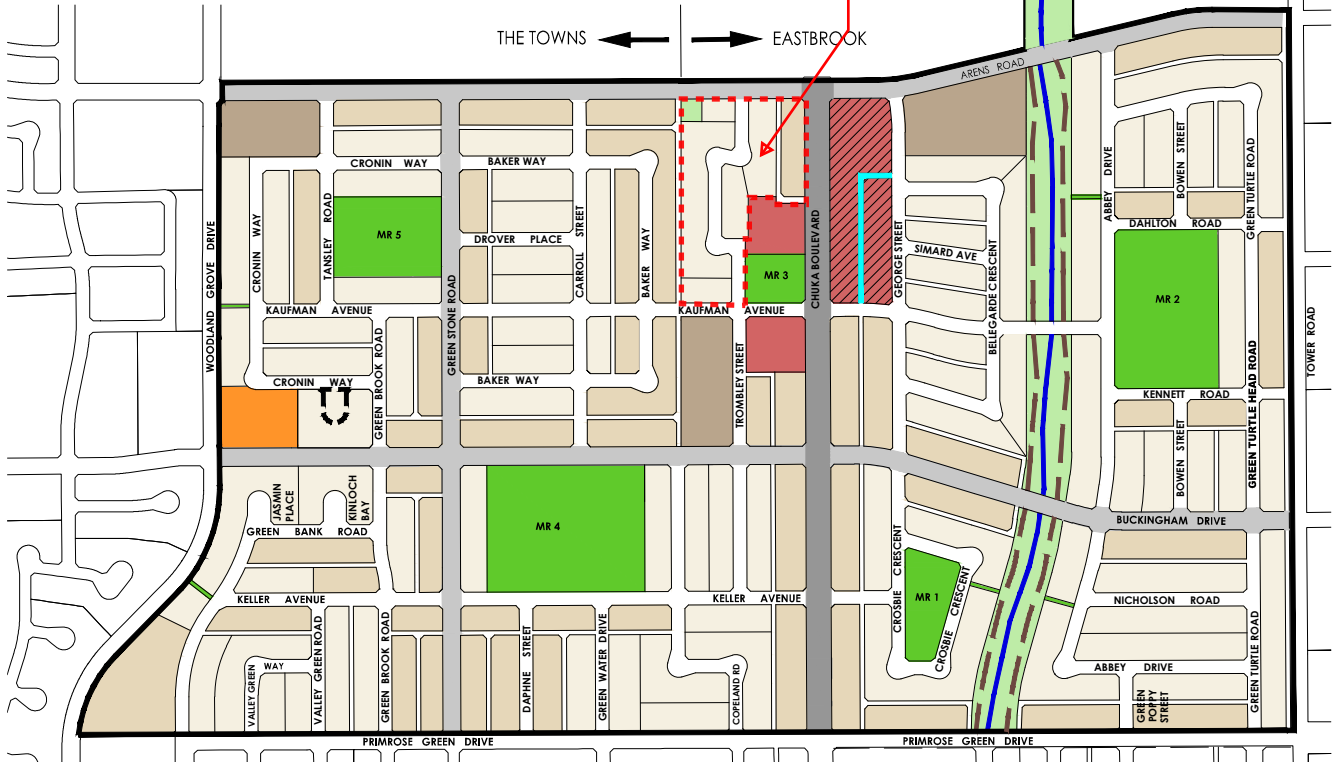 THE TOWNS
EASTBROOK
ARENS ROAD
CRONIN WAY
BAKER WAY
BOWEN STREET
ABBEY DRIVE
GREEN TURTLE ROAD
TANSLEY ROAD
CRONIN WAY
WOODLAND GROVE DRIVE
MR 5
DROVER PLACE
CARROLL STREET
BAKER WAY
CHUKA BOULEVARD
GEORGE STREET
SIMARD AVE
BELLEGARDE CRESCENT
DAHLTON ROAD
MR 3
MR 2
KAUFMAN AVENUE
KAUFMAN AVENUE
GREEN STONE ROAD
GREEN BROOK ROAD
TOWER ROAD
CRONIN WAY
BAKER WAY
TROMBLEY STREET
KENNETT ROAD
GREEN TURTLE HEAD ROAD
BOWEN STREET
JASMIN
PLACE
KINLOCH
BAY
GREEN BANK ROAD
MR 4
BUCKINGHAM DRIVE
CROSBIE CRESCENT
MR 1
CROSBIE CRESCENT
KELLER AVENUE
KELLER AVENUE
NICHOLSON ROAD
VALLEY GREEN
WAY
VALLEY GREEN ROAD
GREEN BROOK ROAD
DAPHNE STREET
GREEN WATER DRIVE
COPELAND RD
ABBEY DRIVE
GREEN
POPPY
STREET
GREEN TURTLE ROAD
PRIMROSE GREEN DRIVE
PRIMROSE GREEN DRIVE